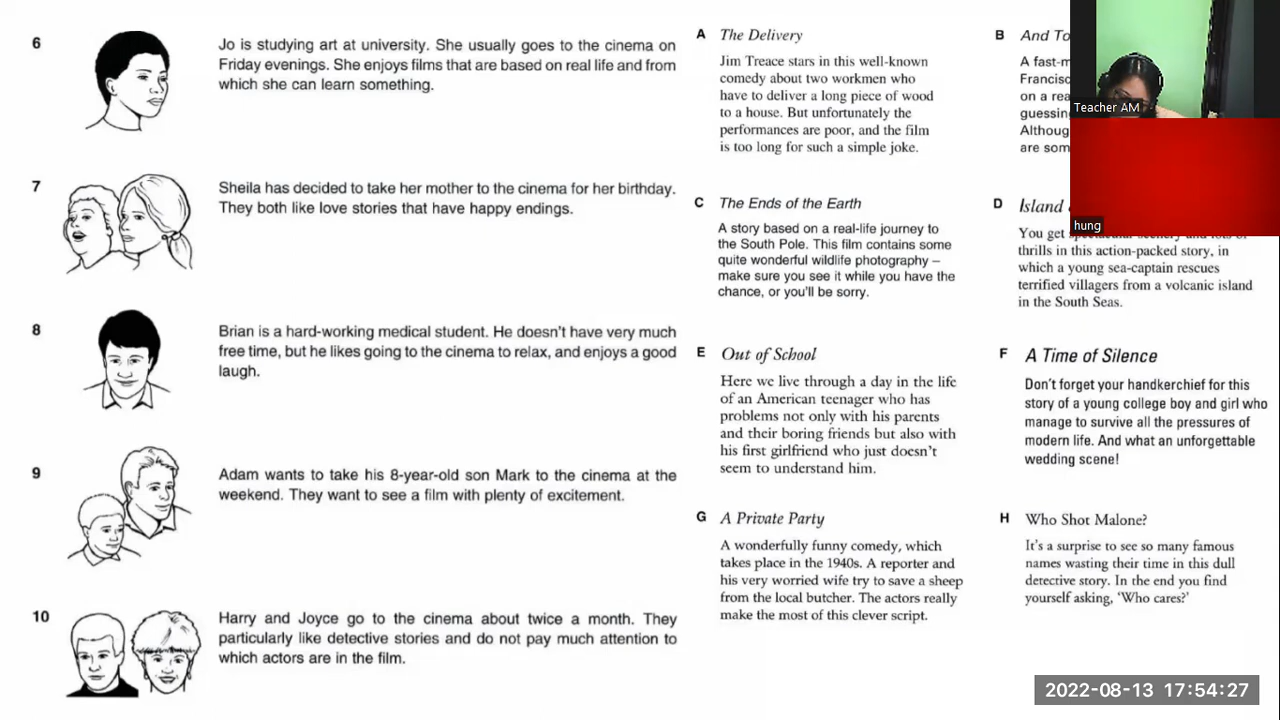 6
Jo is studying art at university. She usually goes to the cinema on
Friday evenings. She enjoys films that are based on real life and from
which she can learn something.
7
Sheila has decided to take her mother to the cinema for her birthday.
They both like love stories that have happy endings.
8
Brian is a hard-working medical student. He doesn't have very much
free time, but he likes going to the cinema to relax, and enjoys a good
laugh.
9
Adam wants to take his 8-year-old son Mark to the cinema at the
weekend. They want to see a film with plenty of excitement.
10
Harry and Joyce go to the cinema about twice a month. They
particularly like detective stories and do not pay much attention to
which actors are in the film.
A The Delivery
Jim Treace stars in this well-known
comedy about two workmen who
have to deliver a long piece of wood
to a house. But unfortunately the
performances are poor, and the film
is too long for such a simple joke.
B And
A
on a
are
C The Ends of the Earth
A story based on a real-life journey to
the South Pole. This film contains some
quite wonderful wildlife photography –
make sure you see it while you have the
chance, or you'll be sorry.
D Island
You get
thrills in this action-packed story, in
which a young sea-captain rescues
terrified villagers from a volcanic island
in the South Seas.
E Out of School
Here we live through a day in the life
of an American teenager who has
problems not only with his parents
and their boring friends but also with
his first girlfriend who just doesn't
seem to understand him.
F A Time of Silence
Don't forget your handkerchief for this
story of a young college boy and girl who
manage to survive all the pressures of
modern life. And what an unforgettable
wedding scene!
G A Private Party
A wonderfully funny comedy, which
takes place in the 1940s. A reporter and
his very worried wife try to save a sheep
from the local butcher. The actors really
make the most of this clever script.
H Who Shot Malone?
It's a surprise to see so many famous
names wasting their time in this dull
detective story. In the end you find
yourself asking, 'Who cares?'
Teacher AM
hung
2022-08-13 17:54:27